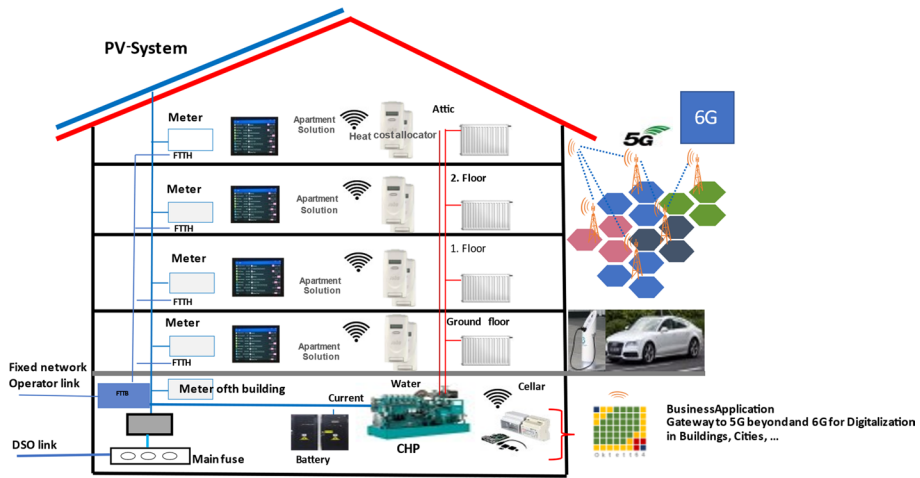 PV-System
Meter
FTTH
Apartment
Solution
Heat cost allocator
Attic
5G
6G
Meter
FTTH
Apartment
Solution
2. Floor
Meter
FTTH
Apartment
Solution
1. Floor
Meter
FTTH
Apartment
Solution
Ground floor
Fixed network
Operator link
FTTB
Meter ofth building
Current
Water
Cellar
DSO link
Main fuse
Battery
CHP
BusinessApplication
Gateway to 5G beyondand 6G for Digitalization
in Buildings, Cities, ...